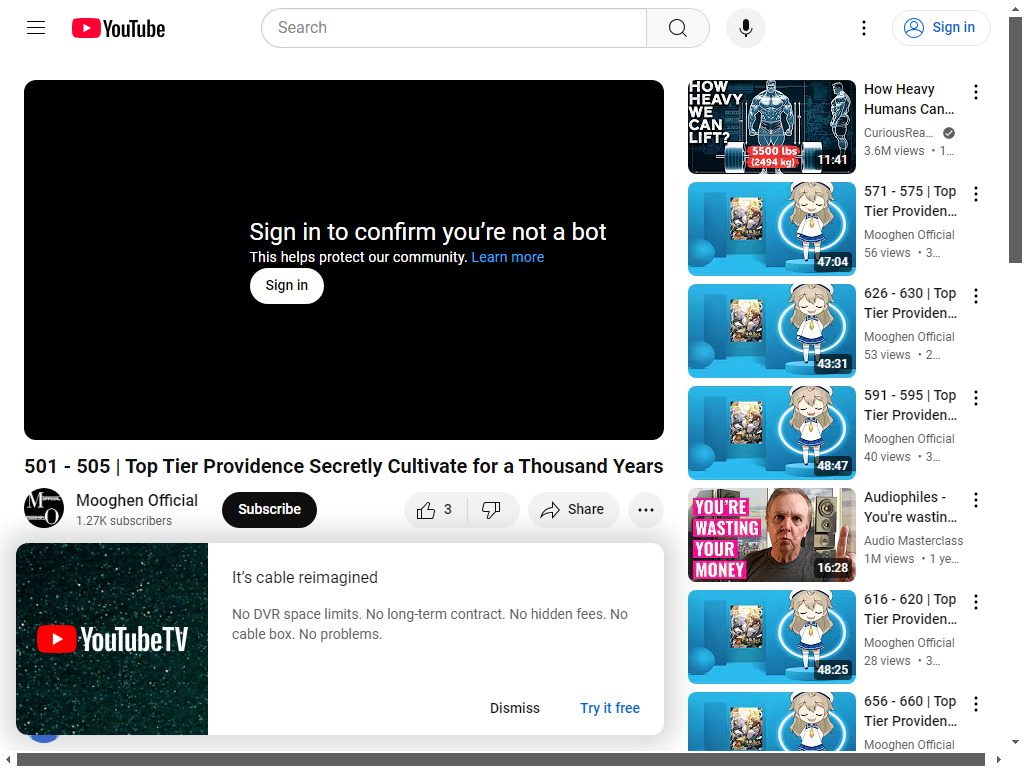 YouTube
Search
Sign in
Sign in to confirm you’re not a bot
This helps protect our community. Learn more
Sign in
501 - 505 | Top Tier Providence Secretly Cultivate for a Thousand Years
Mooghen Official
1.27K subscribers
Subscribe
3
Share
YouTubeTV
It’s cable reimagined
No DVR space limits. No long-term contract. No hidden fees. No
cable box. No problems.
Dismiss
Try it free
HOW
HEAVY
WE
CAN
LIFT?
5500 lbs
(2494 kg)
11:41
How Heavy
Humans Can...
CuriousRea...
3.6M views • 1...
47:04
571 - 575 | Top
Tier Providen...
Mooghen Official
56 views • 3...
43:31
626 - 630 | Top
Tier Providen...
Mooghen Official
53 views • 2...
48:47
591 - 595 | Top
Tier Providen...
Mooghen Official
40 views • 3...
YOU'RE
WASTING
YOUR
MONEY
16:28
Audiophiles -
You're wastin...
Audio Masterclass
1M views • 1 ye...
48:25
616 - 620 | Top
Tier Providen...
Mooghen Official
28 views • 3...
656 - 660 | Top
Tier Providen...
Mooghen Official